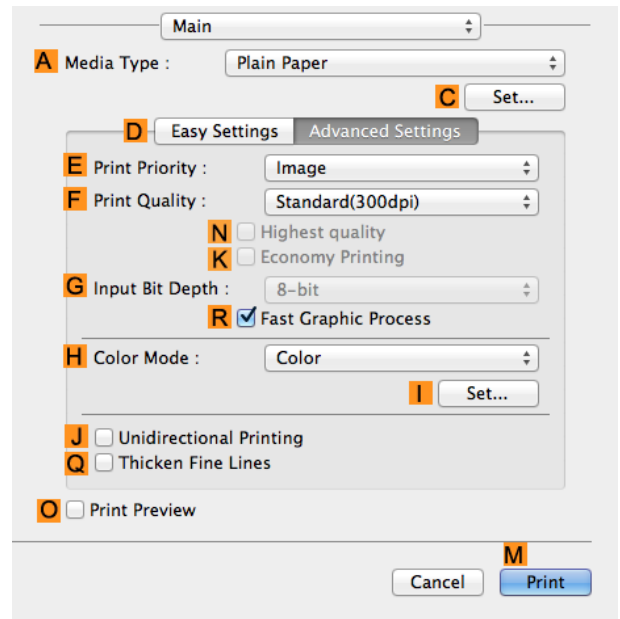 Main
A Media Type : Plain Paper
C Set...
D Easy Settings Advanced Settings
E Print Priority : Image
F Print Quality : Standard(300dpi)
N Highest quality
K Economy Printing
G Input Bit Depth : 8-bit
R Fast Graphic Process
H Color Mode : Color
I Set...
J Unidirectional Printing
Q Thicken Fine Lines
O Print Preview
M
Cancel Print